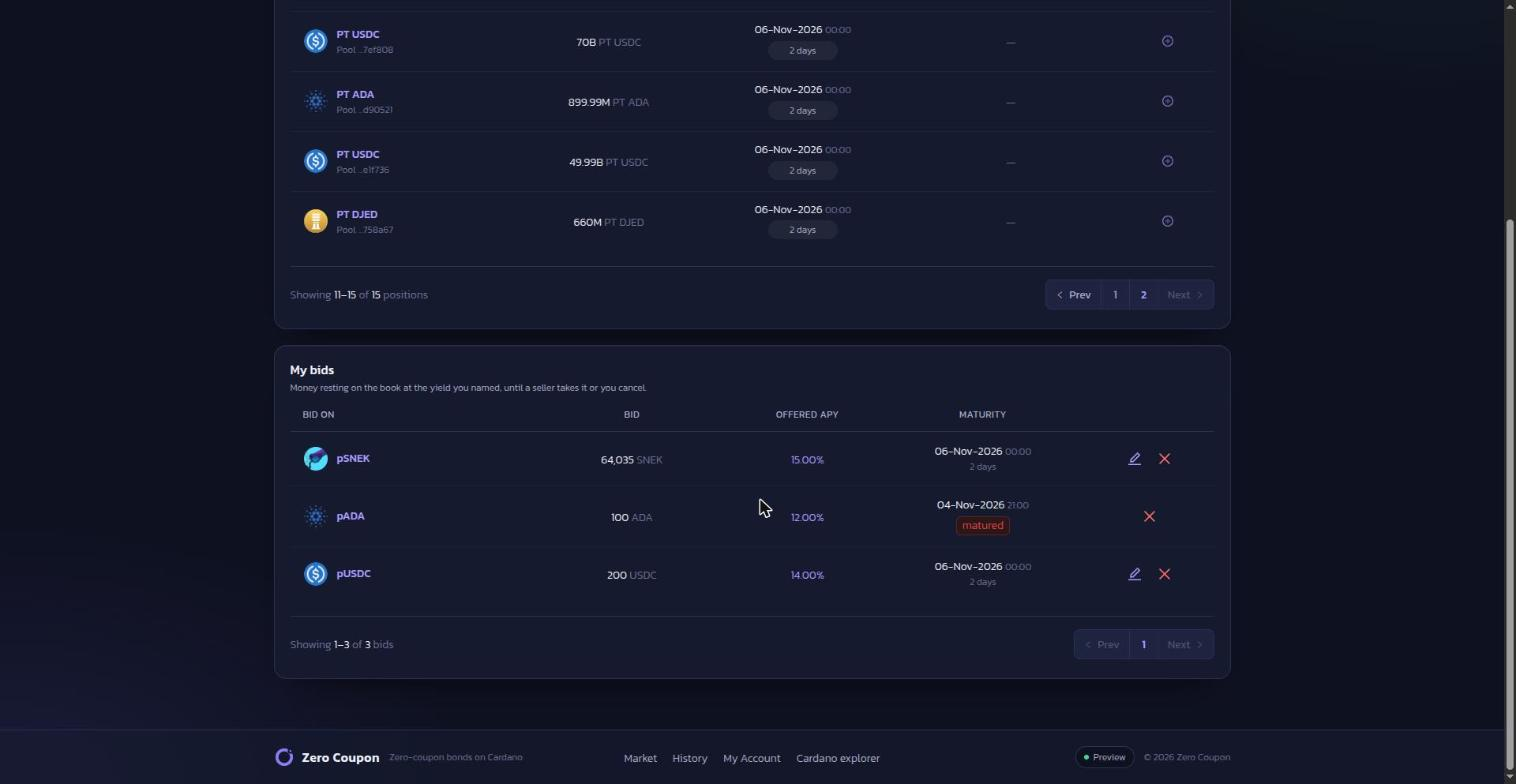 PT USDC
Pool ...7ef808
70B PT USDC
06-Nov-2026 00:00
2 days
—
PT ADA
Pool ...d90521
899.99M PT ADA
06-Nov-2026 00:00
2 days
—
PT USDC
Pool ...e1f736
49.99B PT USDC
06-Nov-2026 00:00
2 days
—
PT DJED
Pool ...758a67
660M PT DJED
06-Nov-2026 00:00
2 days
—
Showing 11–15 of 15 positions
Prev 1 2 Next
My bids
Money resting on the book at the yield you named, until a seller takes it or you cancel.
BID ON BID OFFERED APY MATURITY
pSNEK
64,035 SNEK
15.00%
06-Nov-2026 00:00
2 days
pADA
100 ADA
12.00%
04-Nov-2026 21:00
matured
pUSDC
200 USDC
14.00%
06-Nov-2026 00:00
2 days
Showing 1–3 of 3 bids
Prev 1 Next
Zero Coupon Zero-coupon bonds on Cardano
Market History My Account Cardano explorer
Preview © 2026 Zero Coupon